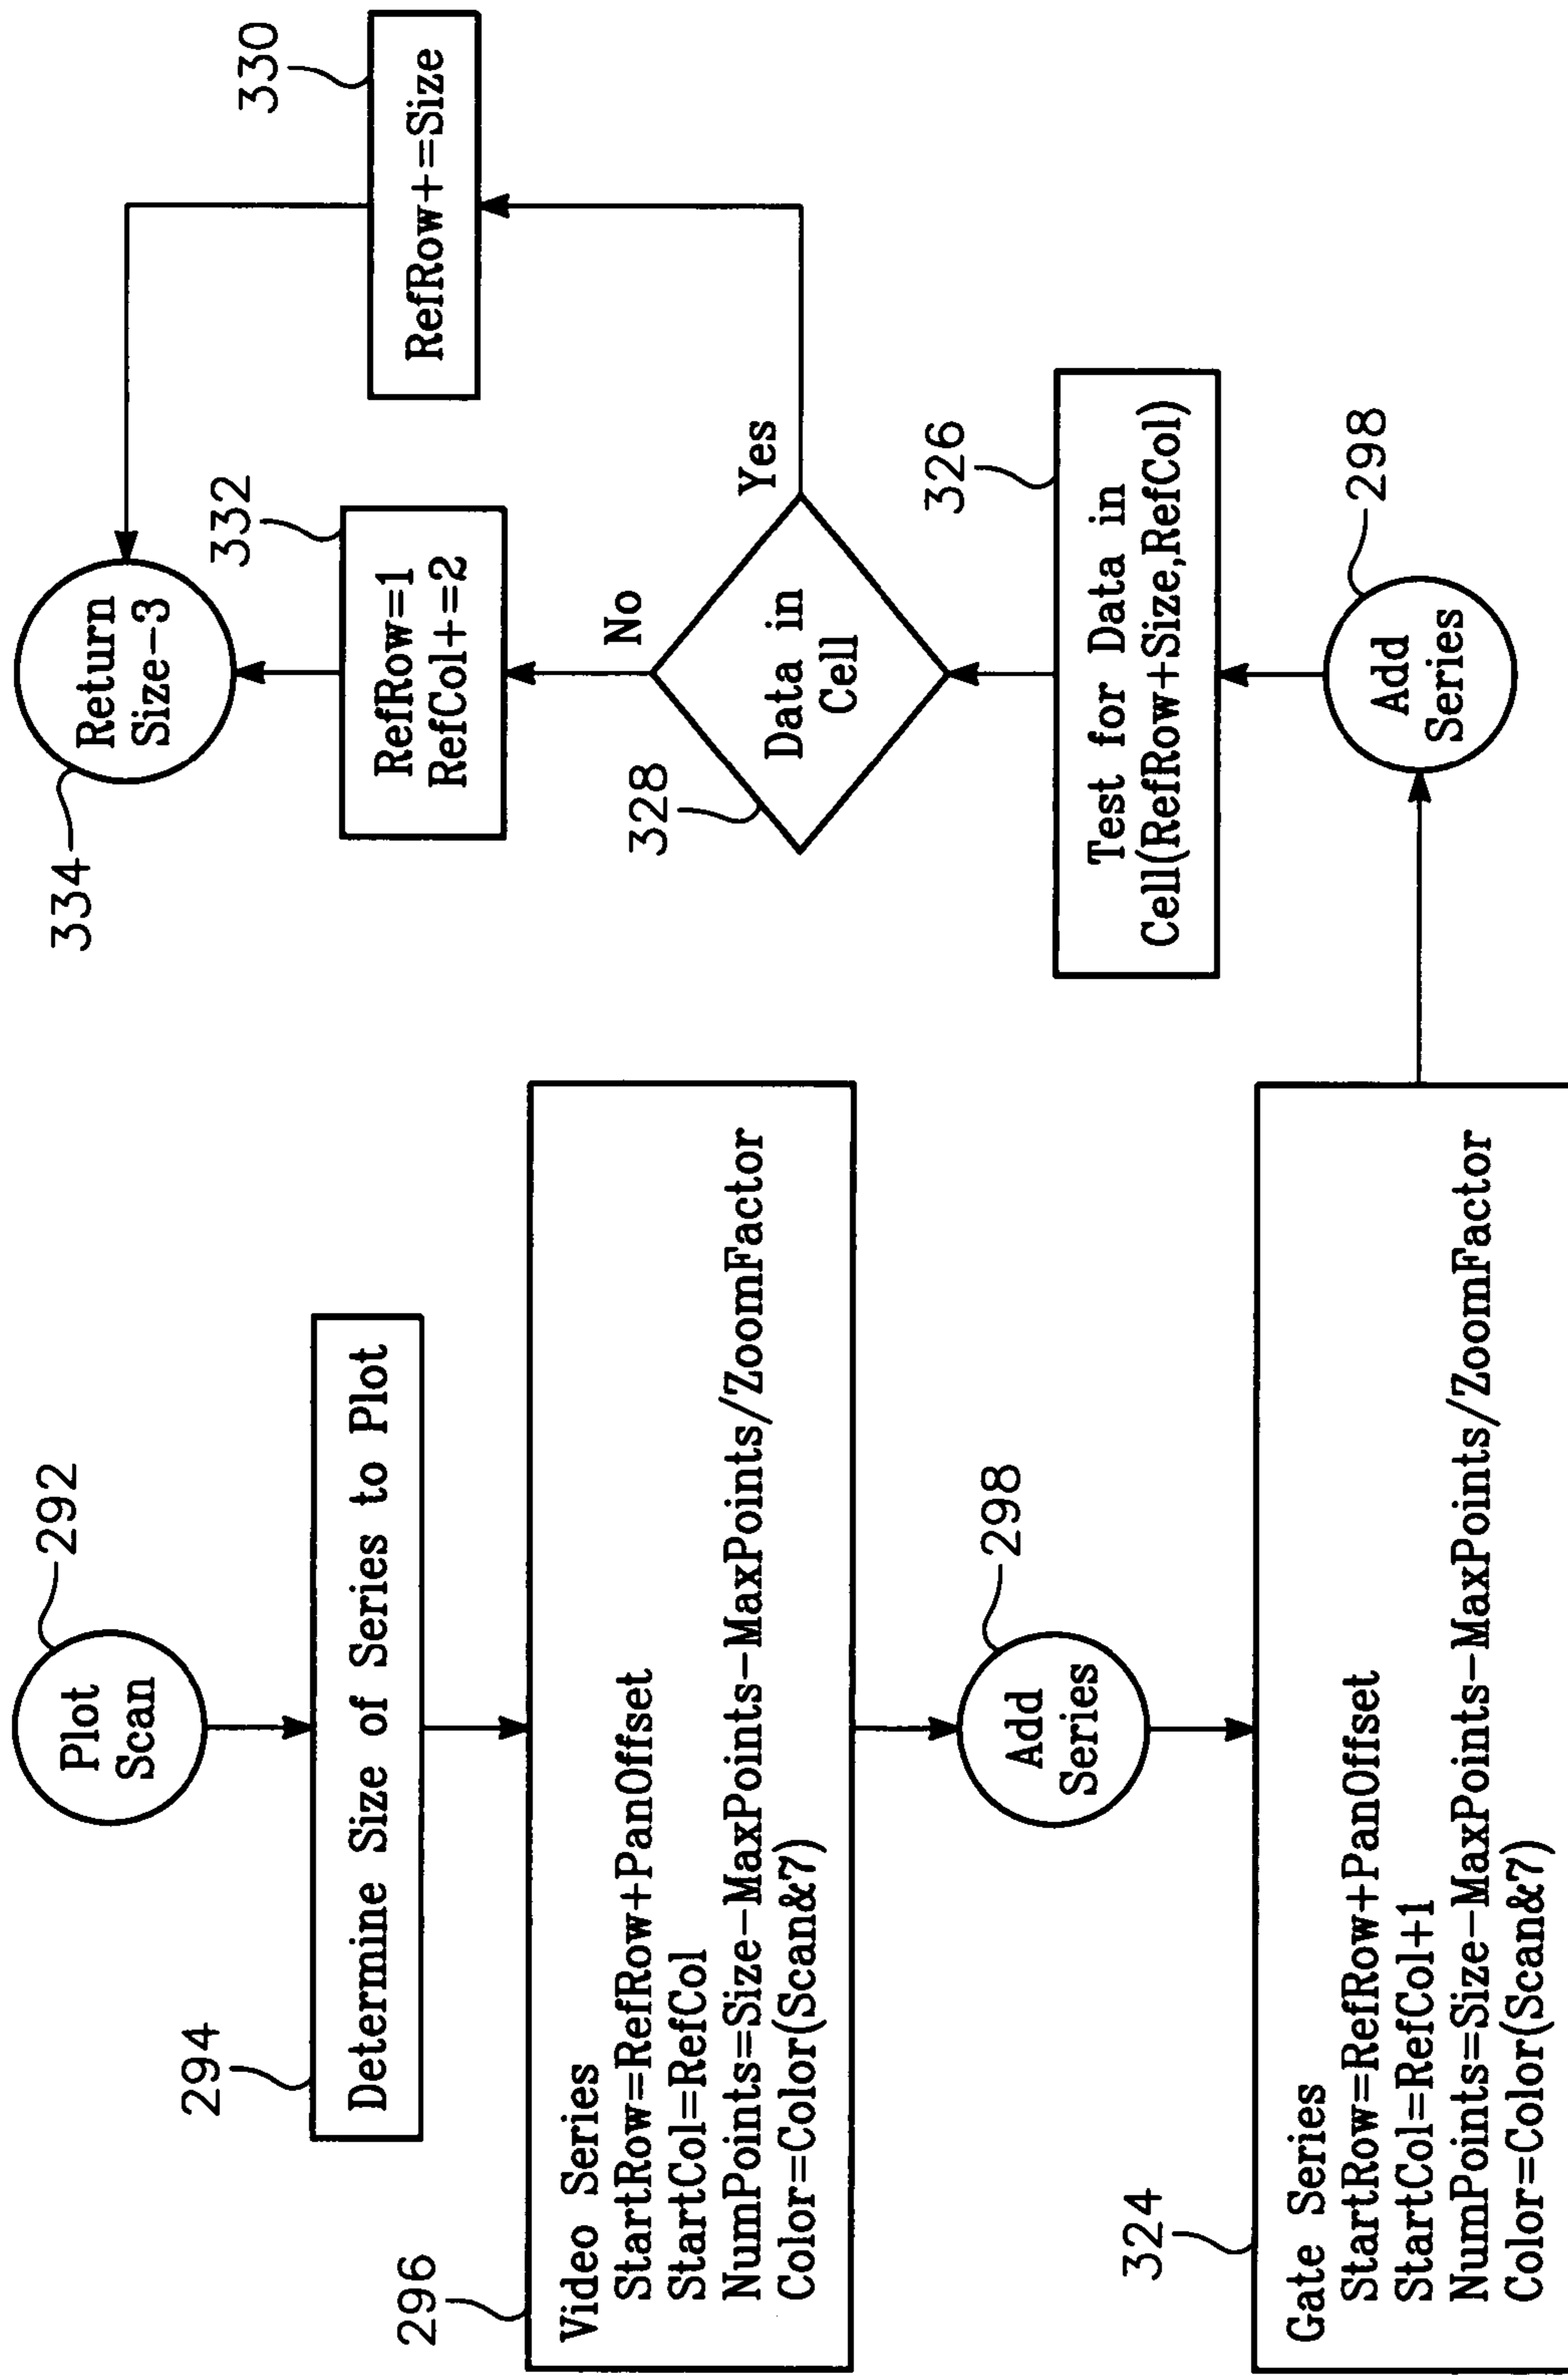 292
Plot
Scan
294
Determine Size of Series to Plot
296
Video Series
StartRow=RefRow+PanOffset
StartCol=RefCol
NumPoints=Size-MaxPoints-MaxPoints/ZoomFactor
Color=Color(Scan&7)
298
Add
Series
324
Gate Series
StartRow=RefRow+PanOffset
StartCol=RefCol+1
NumPoints=Size-MaxPoints-MaxPoints/ZoomFactor
Color=Color(Scan&7)
298
Add
Series
326
Test for Data in
Cell(RefRow+Size,RefCol)
328
Data in
Cell
No
Yes
332
RefRow=1
RefCol+=2
330
RefRow+=Size
334
Return
Size-3